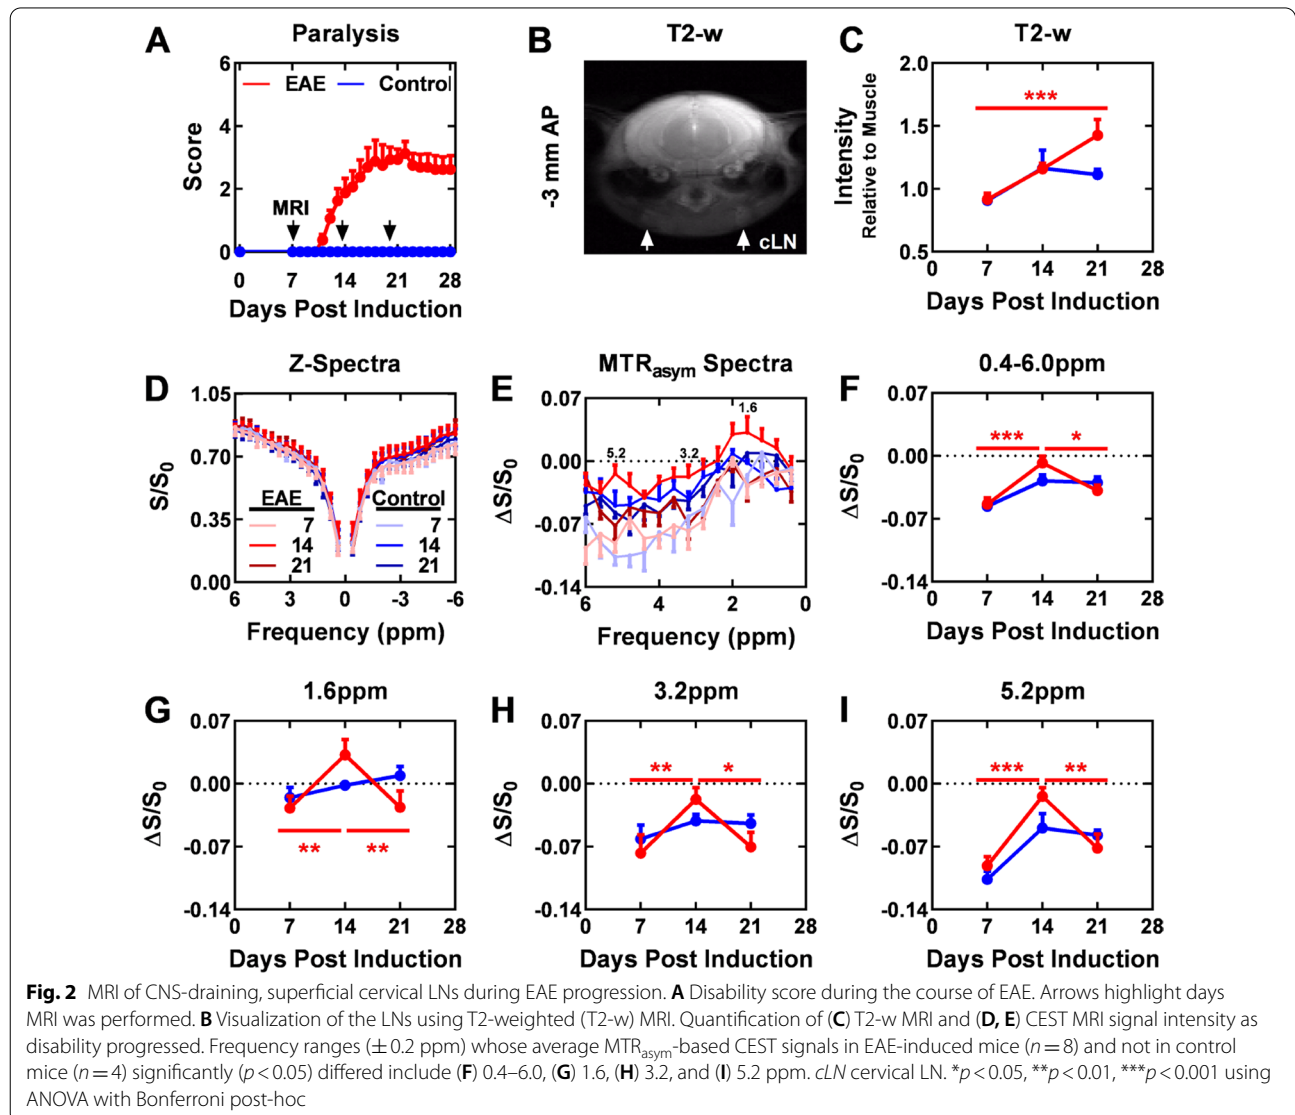 A Paralysis
6
4
2
0
Score
EAE Control
MRI
0 7 14 21 28
Days Post Induction
B T2-w
-3 mm AP
cLN
C T2-w
2.0
1.5
1.0
0.5
Intensity
Relative to Muscle
***
0 7 14 21 28
Days Post Induction
D Z-Spectra
1.05
0.70
0.35
0.00
S/S0
EAE Control
7 7
14 14
21 21
6 3 0 -3 -6
Frequency (ppm)
E MTRasym Spectra
0.07
0.00
-0.07
-0.14
ΔS/S0
5.2 3.2 1.6
6 4 2 0
Frequency (ppm)
F 0.4-6.0ppm
0.07
0.00
-0.07
-0.14
ΔS/S0
*** *
0 7 14 21 28
Days Post Induction
G 1.6ppm
0.07
0.00
-0.07
-0.14
ΔS/S0
** **
0 7 14 21 28
Days Post Induction
H 3.2ppm
0.07
0.00
-0.07
-0.14
ΔS/S0
** *
0 7 14 21 28
Days Post Induction
I 5.2ppm
0.07
0.00
-0.07
-0.14
ΔS/S0
*** **
0 7 14 21 28
Days Post Induction
Fig. 2 MRI of CNS-draining, superficial cervical LNs during EAE progression. A Disability score during the course of EAE. Arrows highlight days
MRI was performed. B Visualization of the LNs using T2-weighted (T2-w) MRI. Quantification of (C) T2-w MRI and (D, E) CEST MRI signal intensity as
disability progressed. Frequency ranges (± 0.2 ppm) whose average MTRasym-based CEST signals in EAE-induced mice (n = 8) and not in control
mice (n = 4) significantly (p < 0.05) differed include (F) 0.4–6.0, (G) 1.6, (H) 3.2, and (I) 5.2 ppm. cLN cervical LN. *p < 0.05, **p < 0.01, ***p < 0.001 using
ANOVA with Bonferroni post-hoc